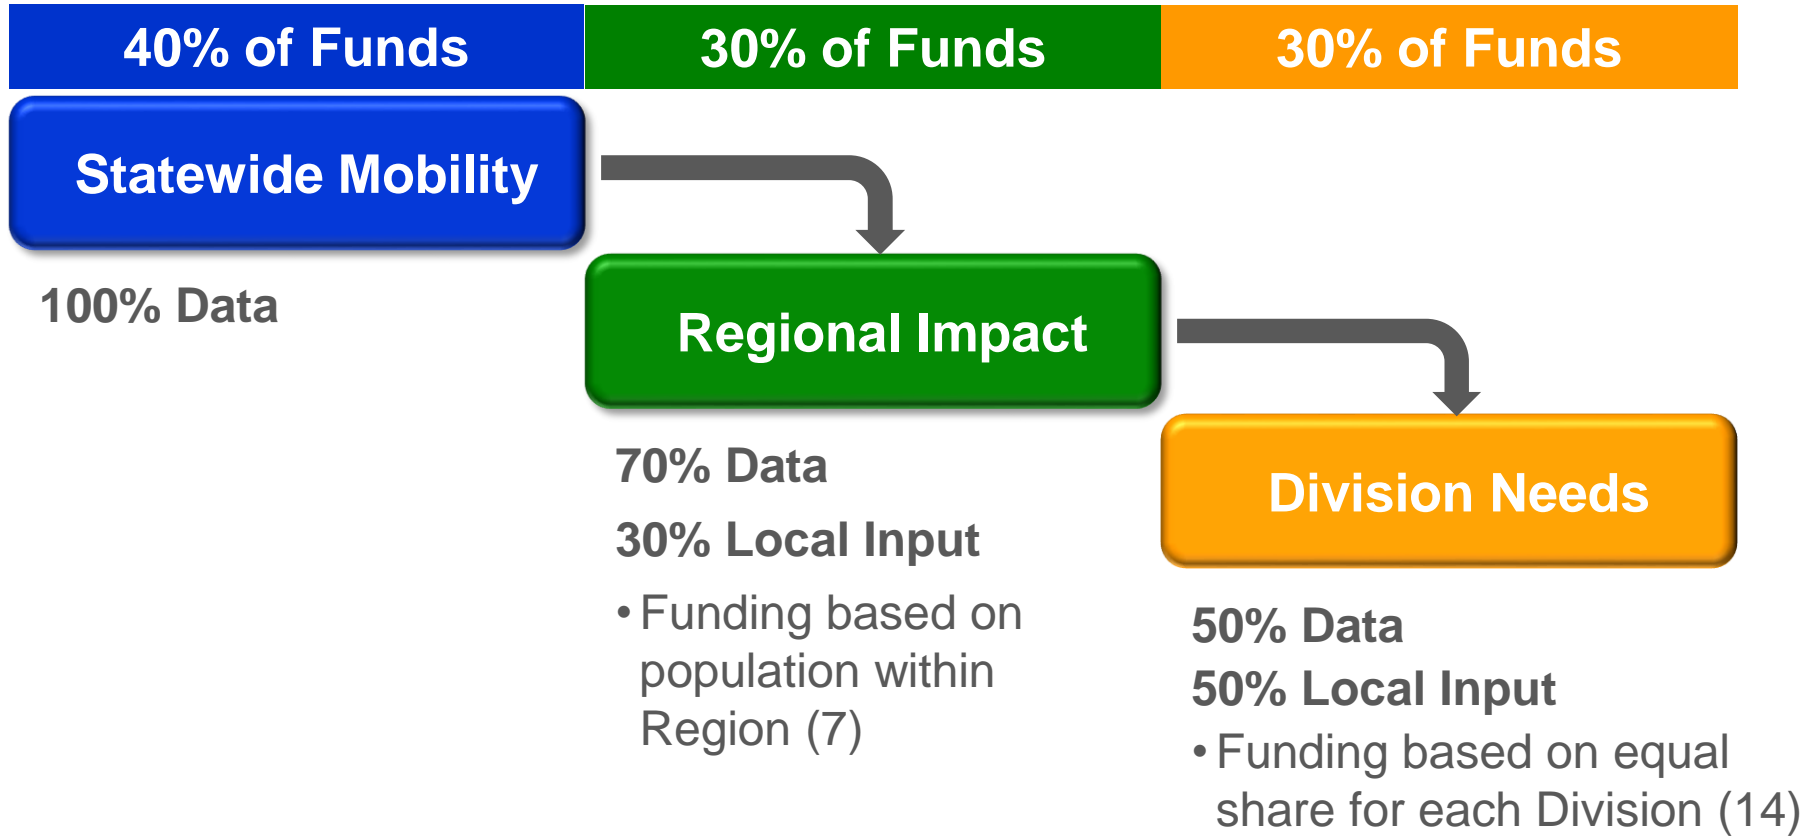 40% of Funds
30% of Funds
30% of Funds
Statewide Mobility
100% Data
Regional Impact
70% Data
30% Local Input
• Funding based on
population within
Region (7)
Division Needs
50% Data
50% Local Input
• Funding based on equal
share for each Division (14)